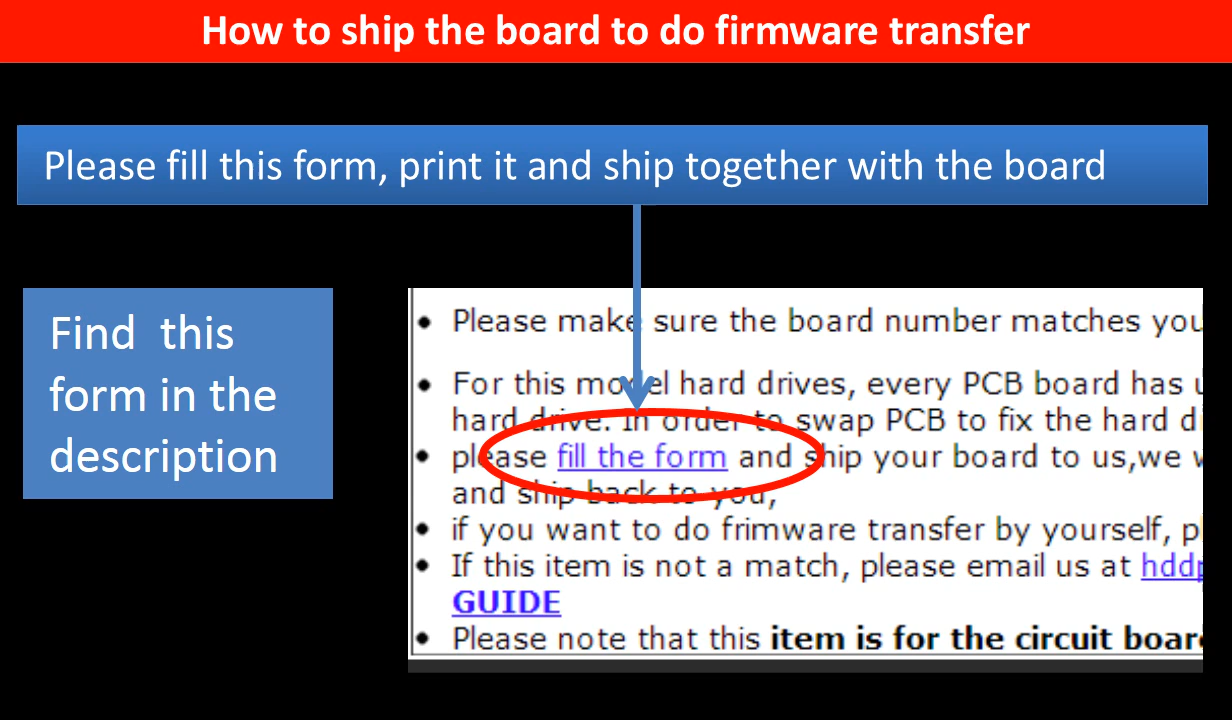 How to ship the board to do firmware transfer
Please fill this form, print it and ship together with the board
Find this
form in the
description
• Please make sure the board number matches you
• For this model hard drives, every PCB board has
hard drive. In order to swap PCB to fix the hard
• please fill the form and ship your board to us,we
and ship back to you,
• if you want to do frimware transfer by yourself,
• If this item is not a match, please email us at
GUIDE
• Please note that this item is for the circuit